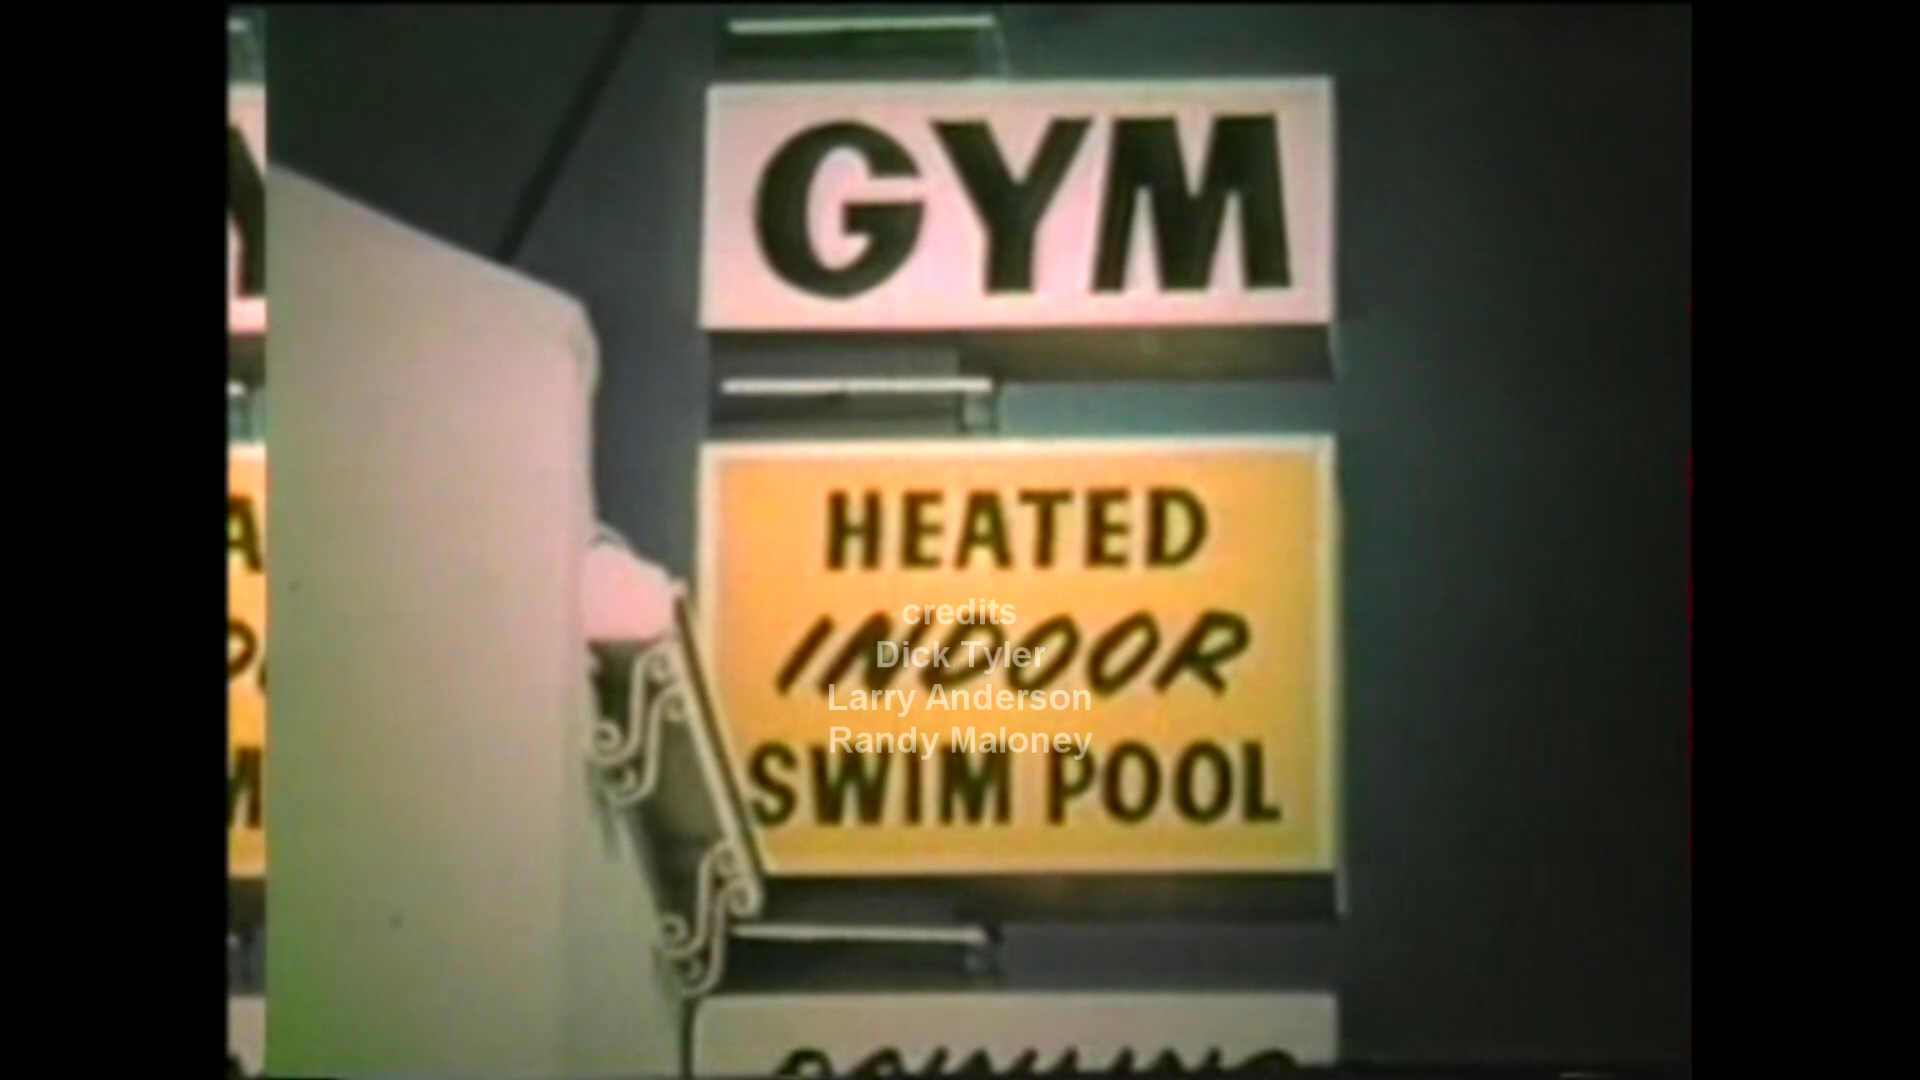 GYM
HEATED
INDOOR
SWIM POOL
credits
Dick Tyler
Larry Anderson
Randy Maloney